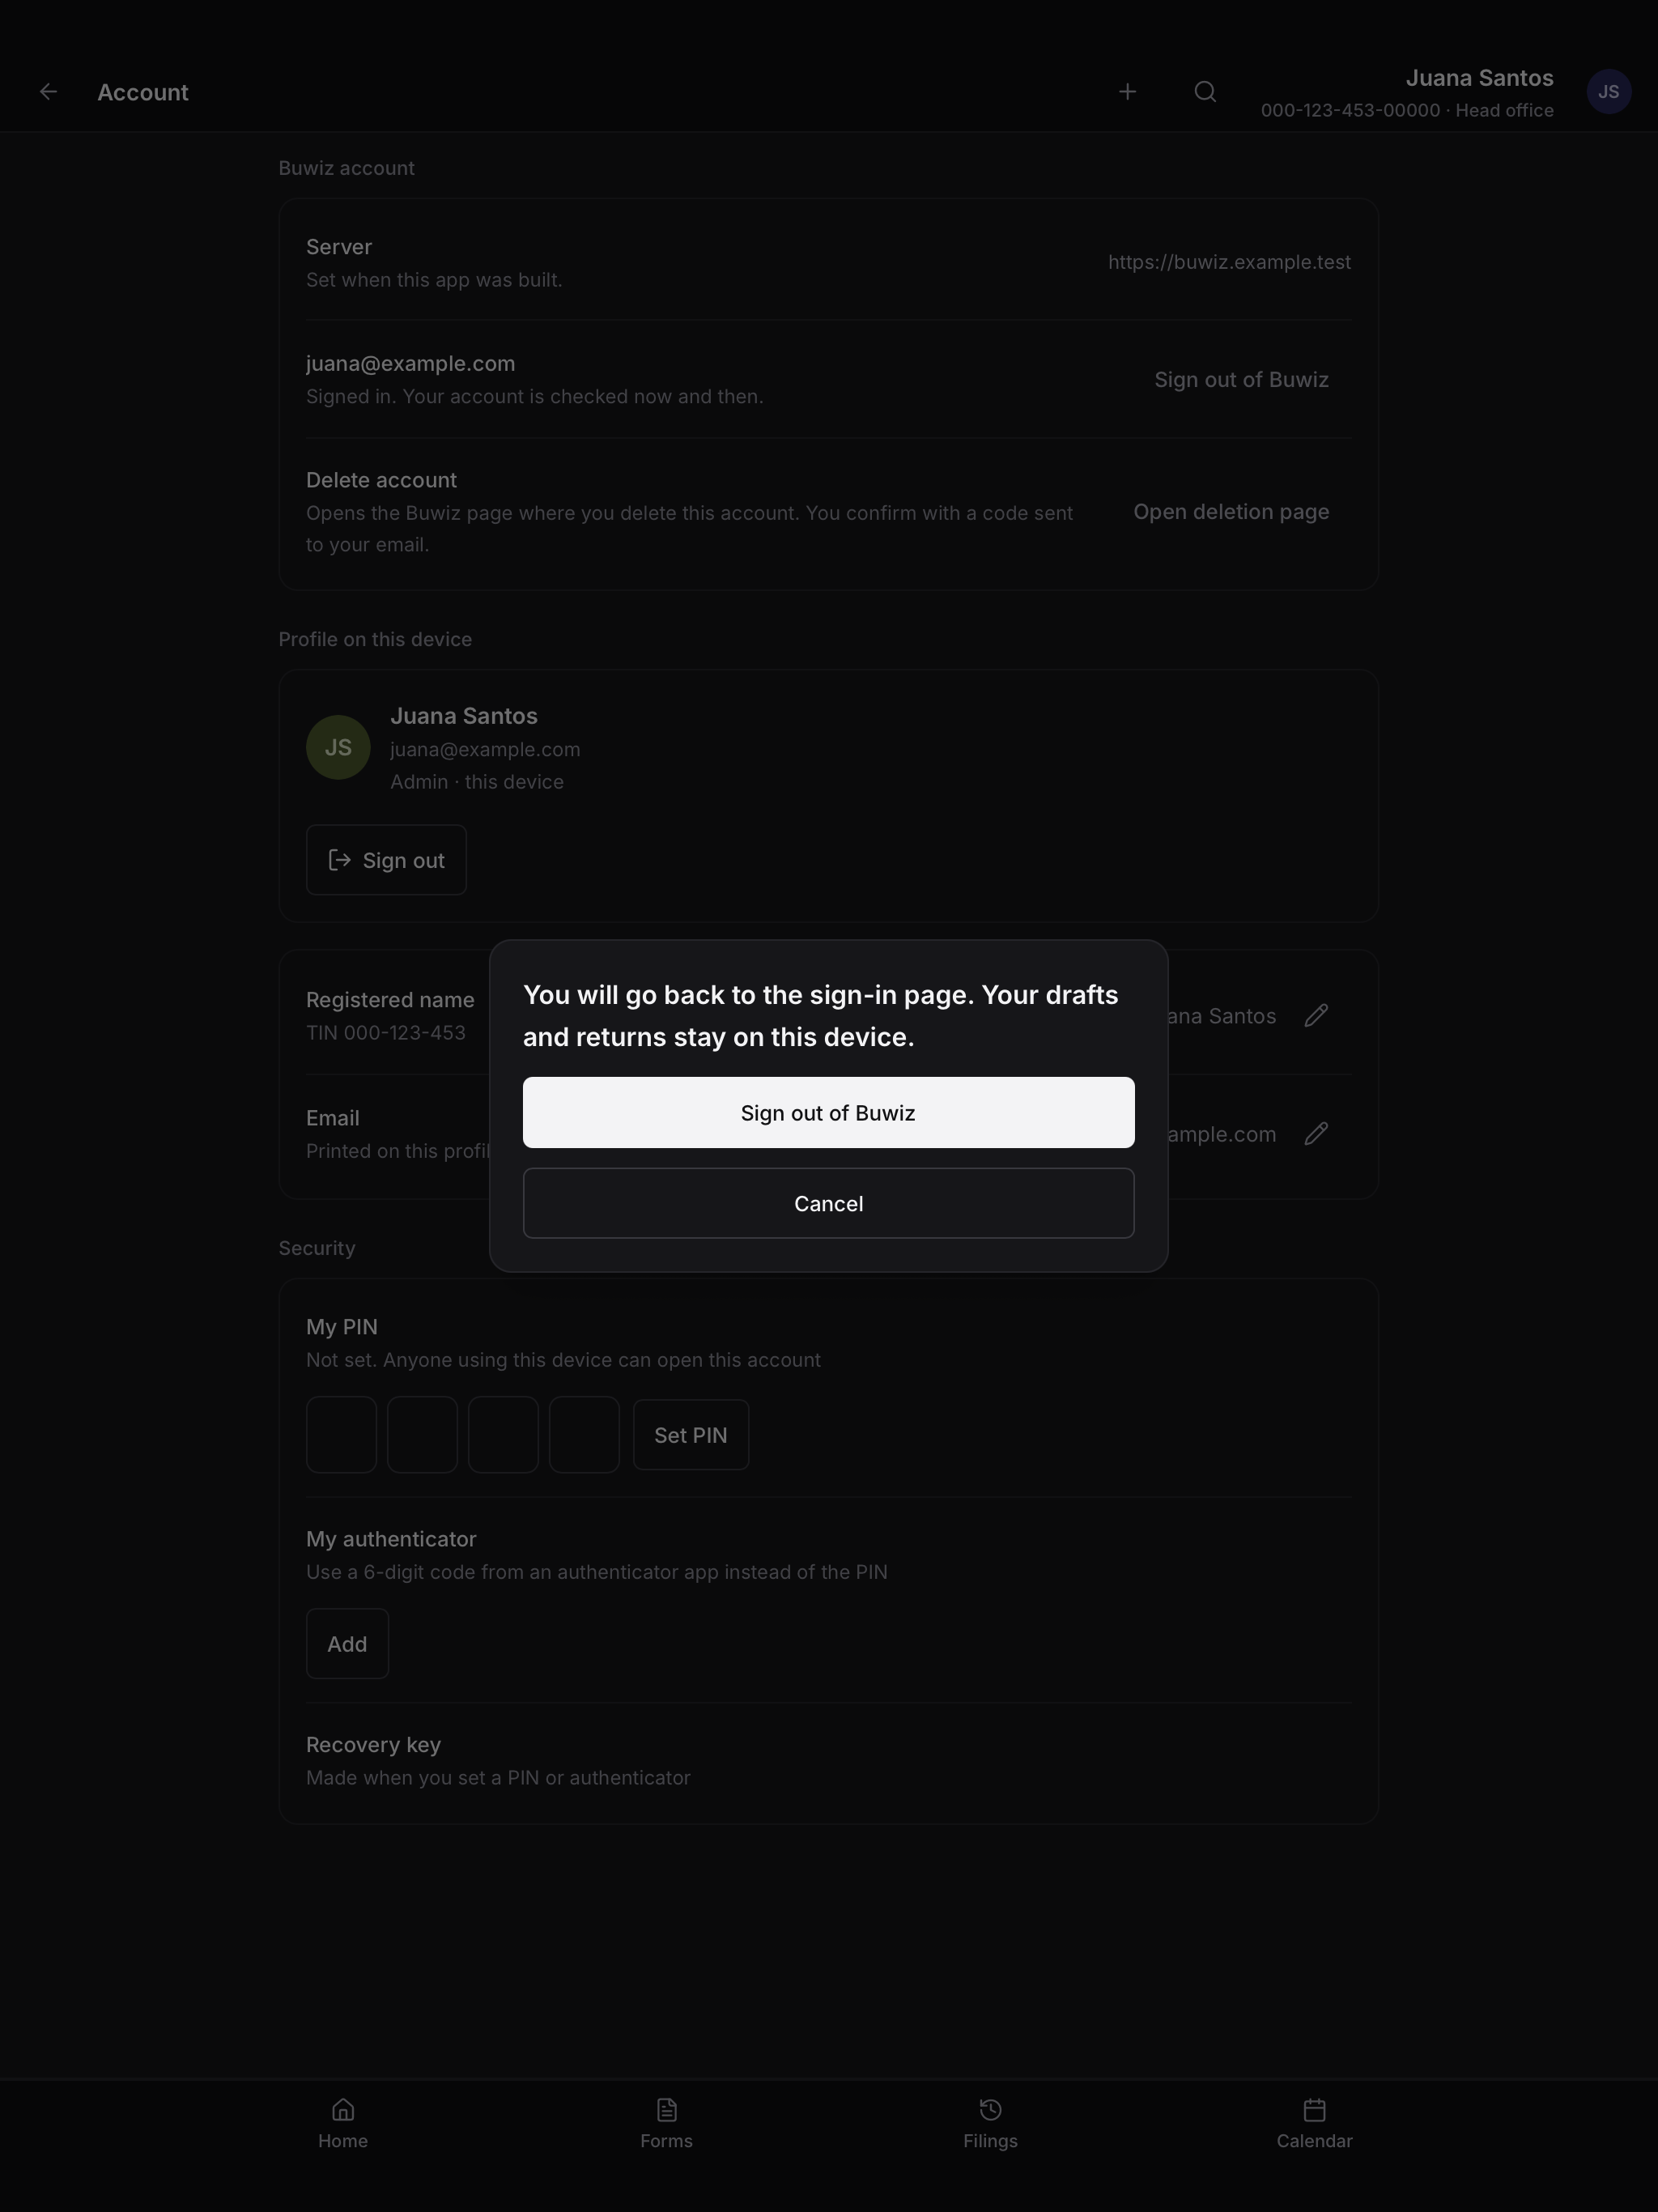 Account
Juana Santos
000-123-453-00000 · Head office
JS
Buwiz account
Server
Set when this app was built.
https://buwiz.example.test
juana@example.com
Signed in. Your account is checked now and then.
Sign out of Buwiz
Delete account
Opens the Buwiz page where you delete this account. You confirm with a code sent
to your email.
Open deletion page
Profile on this device
JS
Juana Santos
juana@example.com
Admin · this device
Sign out
Registered name
TIN 000-123-453
ana Santos
Email
Printed on this profil
ample.com
You will go back to the sign-in page. Your drafts
and returns stay on this device.
Sign out of Buwiz
Cancel
Security
My PIN
Not set. Anyone using this device can open this account
Set PIN
My authenticator
Use a 6-digit code from an authenticator app instead of the PIN
Add
Recovery key
Made when you set a PIN or authenticator
Home
Forms
Filings
Calendar